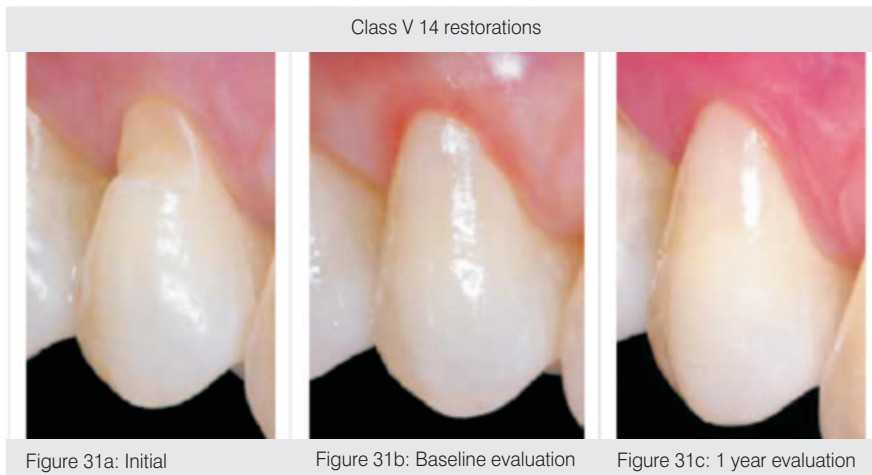 Class V 14 restorations
Figure 31a: Initial
Figure 31b: Baseline evaluation
Figure 31c: 1 year evaluation